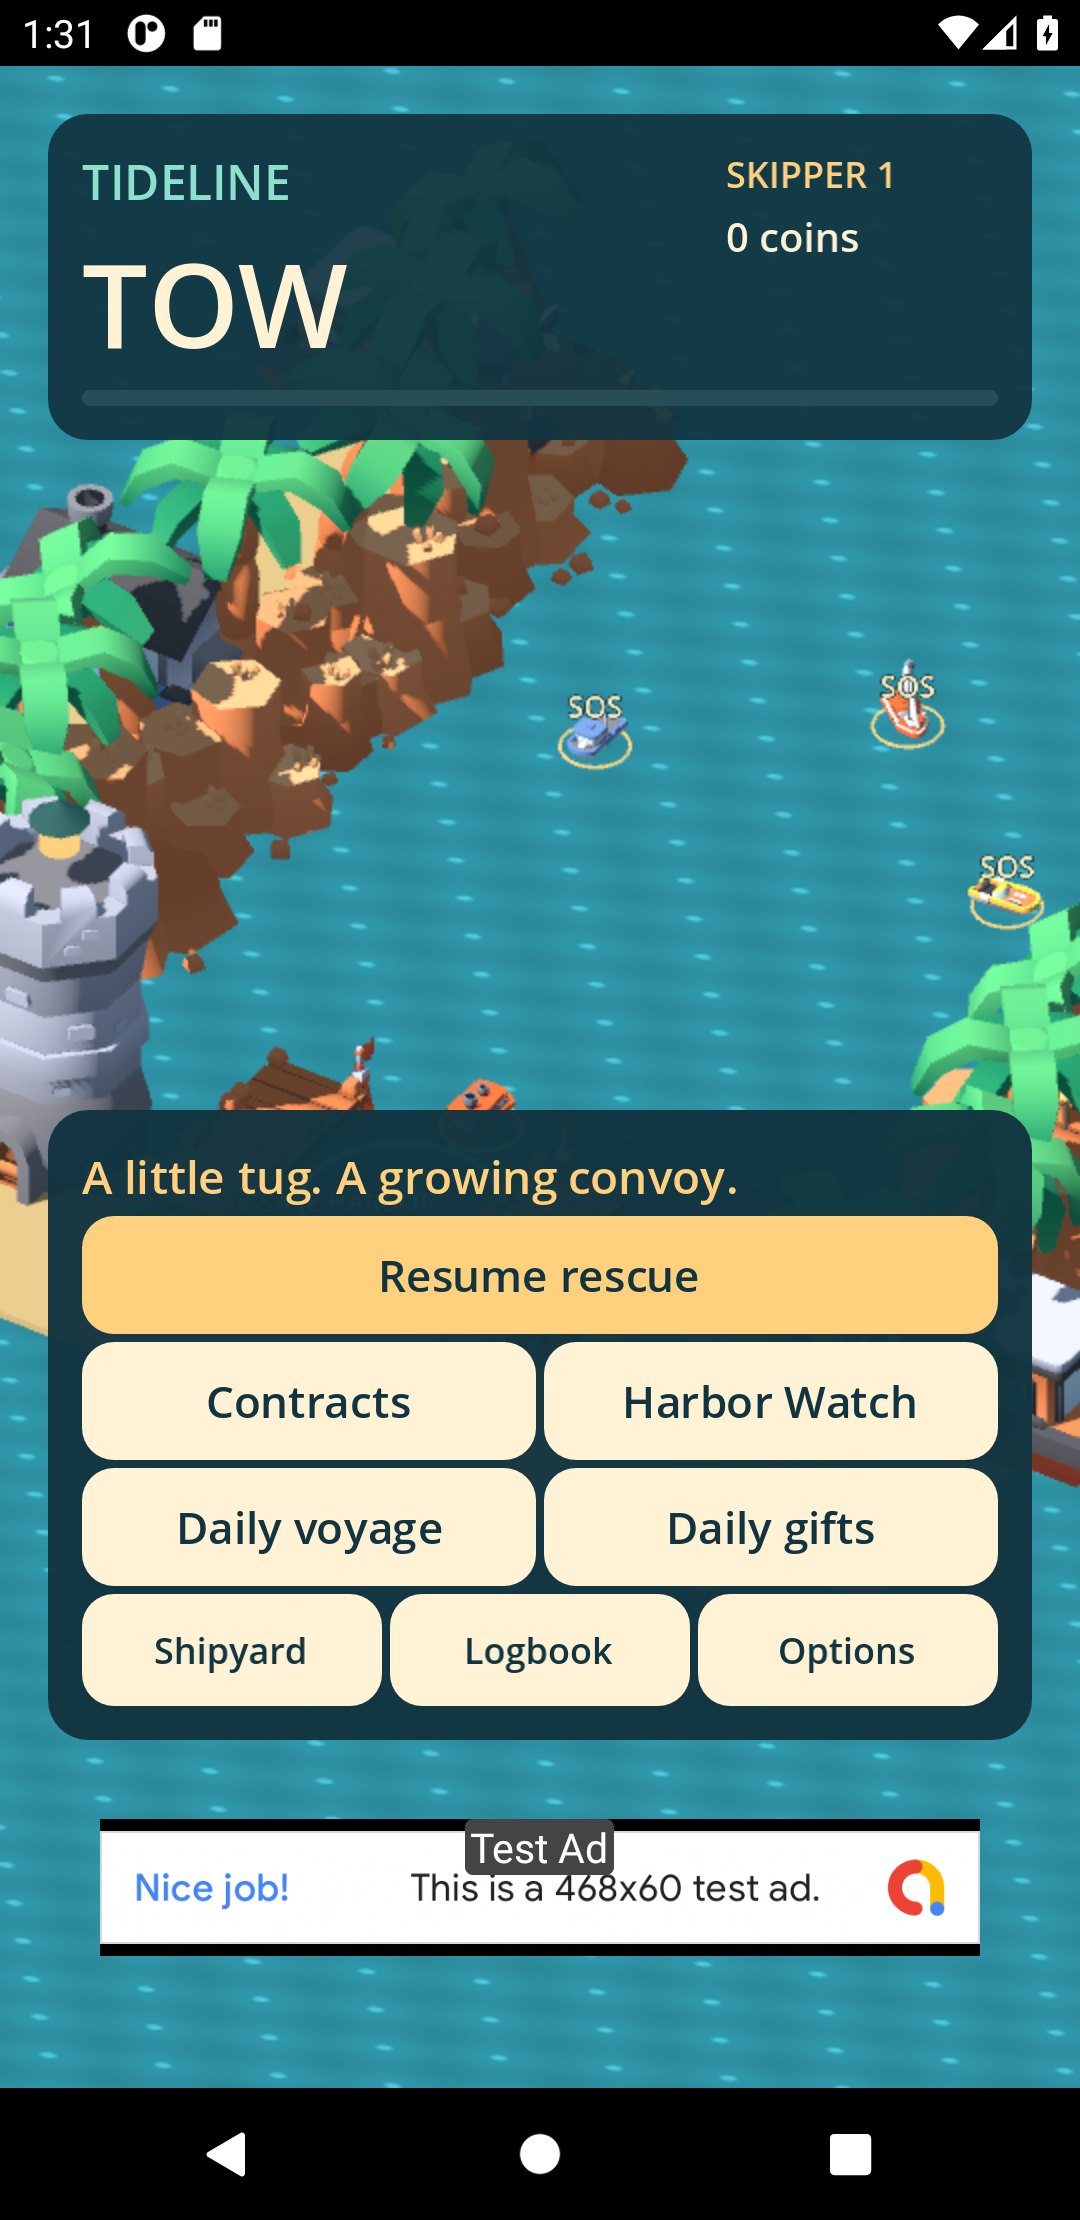 1:31
TIDELINE
SKIPPER 1
0 coins
TOW
SOS
SOS
SOS
A little tug. A growing convoy.
Resume rescue
Contracts
Harbor Watch
Daily voyage
Daily gifts
Shipyard
Logbook
Options
Test Ad
Nice job!
This is a 468x60 test ad.